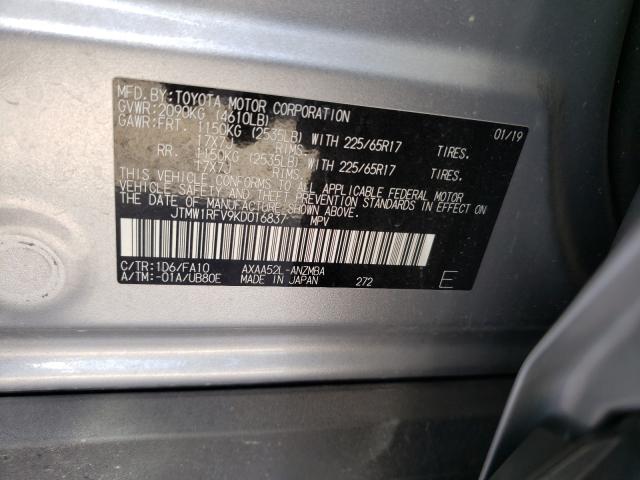 MFD.BY:TOYOTA MOTOR CORPORATION 01/19
GVWR:2090KG (4610LB)
GAWR:FRT. 1150KG (2535LB) WITH 225/65R17 TIRES.
17X7J RIMS
RR. 1150KG (2535LB) WITH 225/65R17 TIRES.
17X7J RIMS
THIS VEHICLE CONFORMS TO ALL APPLICABLE FEDERAL MOTOR
VEHICLE SAFETY AND THEFT PREVENTION STANDARDS IN EFFECT ON
THE DATE OF MANUFACTURE SHOWN ABOVE.
JTMW1RFV9KD016837 MPV
C/TR:1D6/FA10 AXAA52L-ANZMBA
A/TM:-01A/UB80E MADE IN JAPAN 272 E